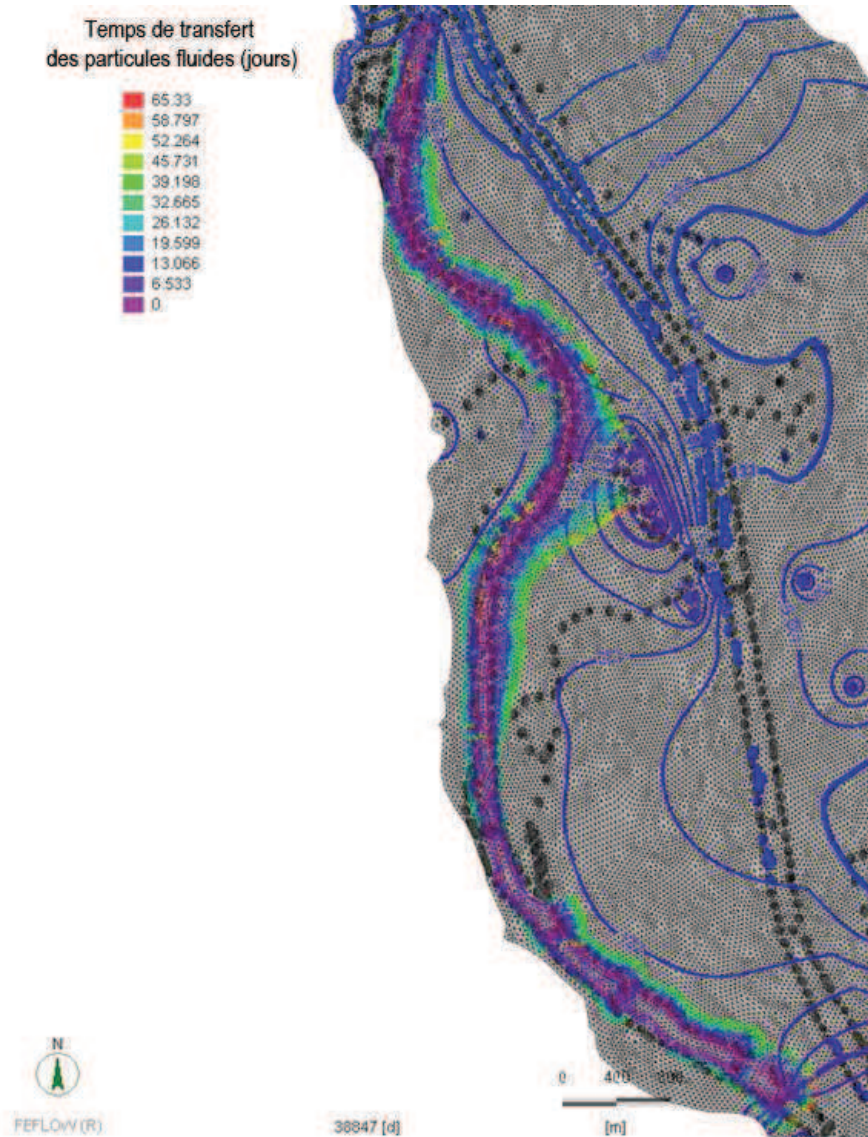 Temps de transfert
des particules fluides (jours)
65.33
58.797
52.264
45.731
39.198
32.665
26.132
19.599
13.066
6.533
0
N
0 400 800
FEFLOW (R)
38847 [d]
[m]